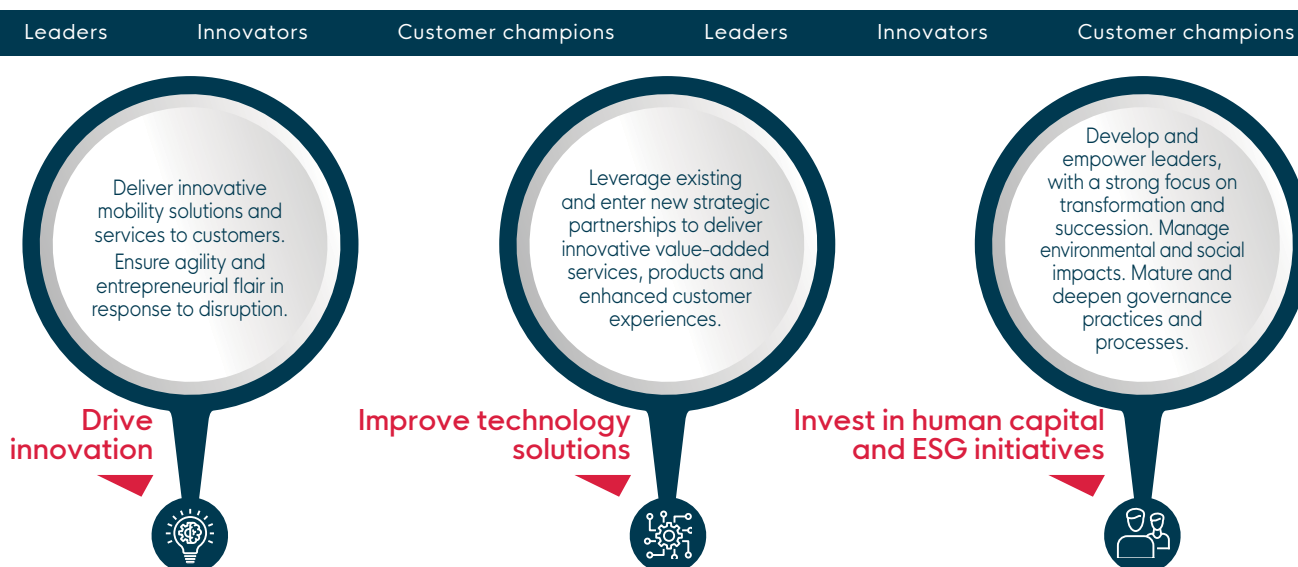 Leaders Innovators Customer champions Leaders Innovators Customer champions
Deliver innovative
mobility solutions and
services to customers.
Ensure agility and
entrepreneurial flair in
response to disruption.
Drive
innovation
Leverage existing
and enter new strategic
partnerships to deliver
innovative value-added
services, products and
enhanced customer
experiences.
Improve technology
solutions
Develop and
empower leaders,
with a strong focus on
transformation and
succession. Manage
environmental and social
impacts. Mature and
deepen governance
practices and
processes.
Invest in human capital
and ESG initiatives